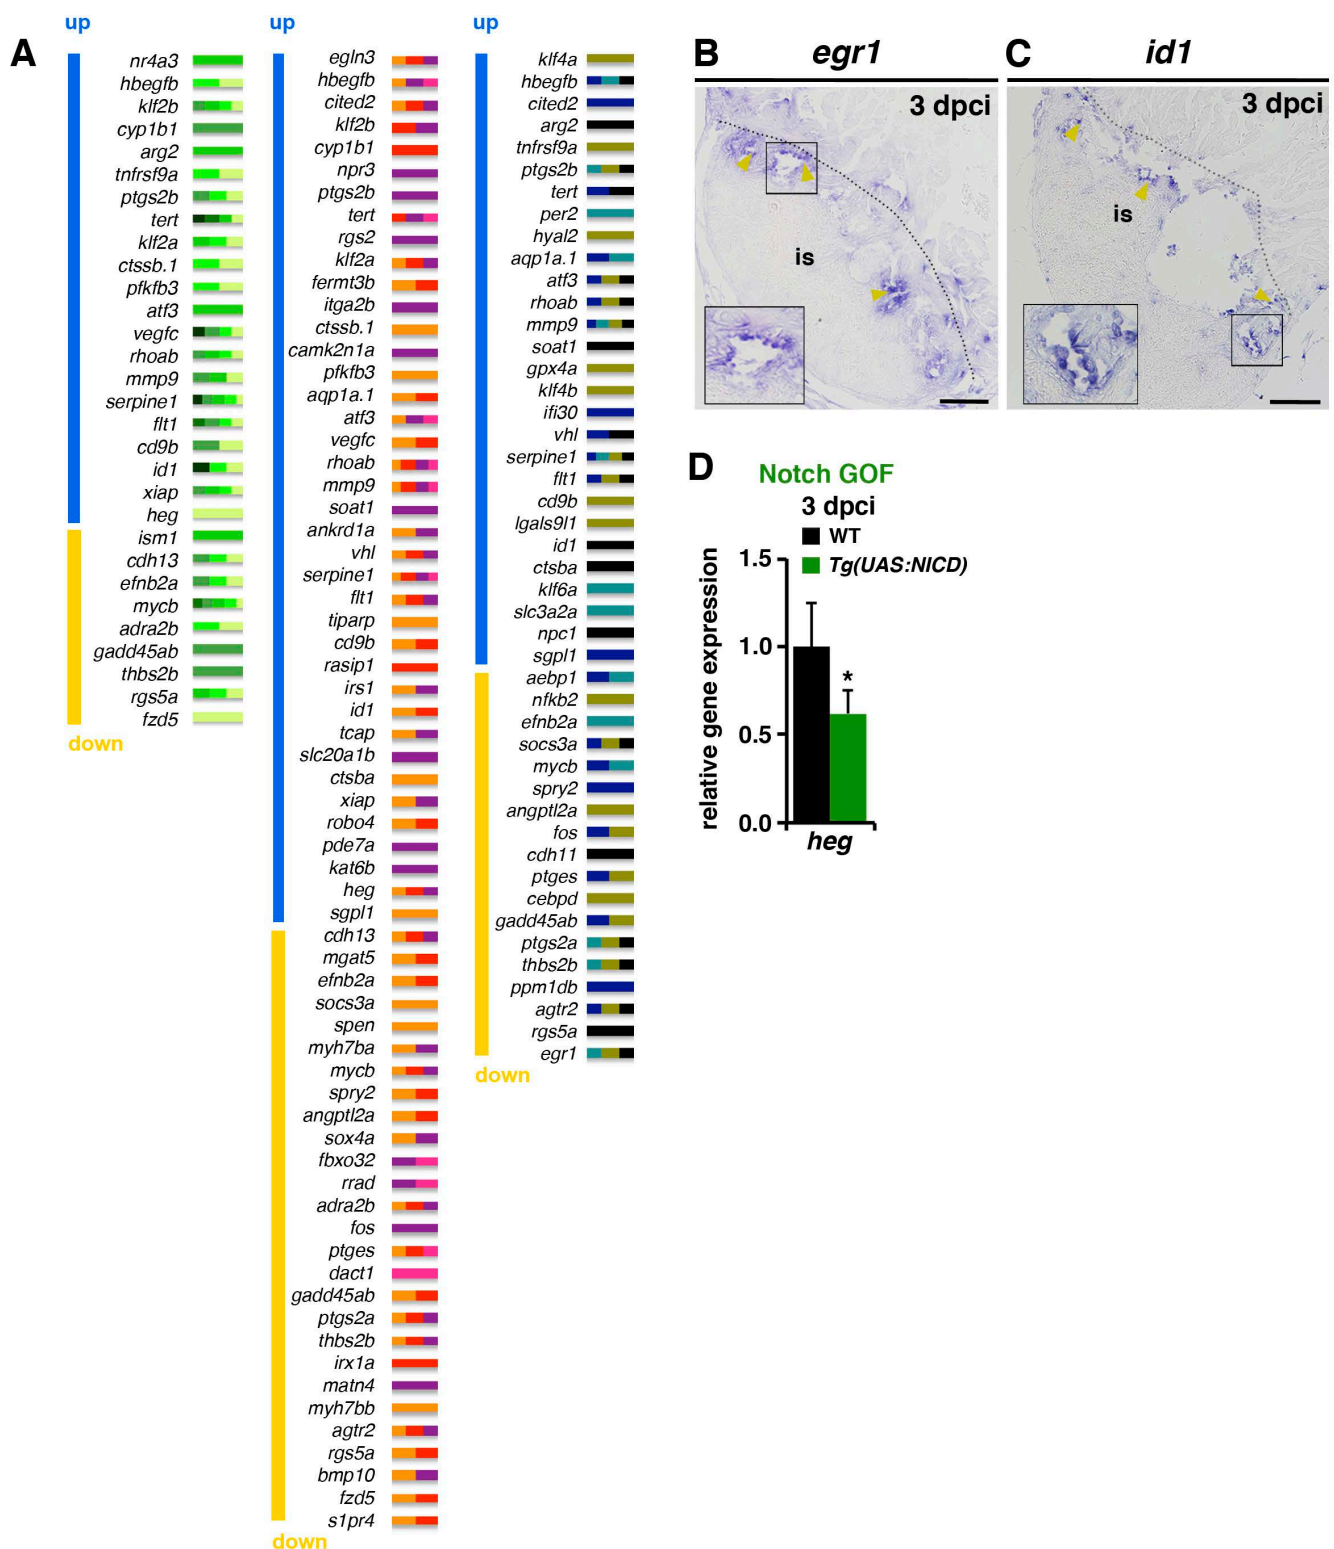 A
up
nr4a3
hbegfb
klf2b
cyp1b1
arg2
tnfrsf9a
ptgs2b
tert
klf2a
ctssb.1
pfkfb3
atf3
vegfc
rhoab
mmp9
serpine1
flt1
cd9b
id1
xiap
heg
ism1
cdh13
efnb2a
mycb
adra2b
gadd45ab
thbs2b
rgs5a
fzd5
down
up
egln3
hbegfb
cited2
klf2b
cyp1b1
npr3
ptgs2b
tert
rgs2
klf2a
fermt3b
itga2b
ctssb.1
camk2n1a
pfkfb3
aqp1a.1
atf3
vegfc
rhoab
mmp9
soat1
ankrd1a
vhl
serpine1
flt1
tiparp
cd9b
rasip1
irs1
id1
tcap
slc20a1b
ctsba
xiap
robo4
pde7a
kat6b
heg
sgpl1
cdh13
mgat5
efnb2a
socs3a
spen
myh7ba
mycb
spry2
angptl2a
sox4a
fbxo32
rrad
adra2b
fos
ptges
dact1
gadd45ab
ptgs2a
thbs2b
irx1a
matn4
myh7bb
agtr2
rgs5a
bmp10
fzd5
s1pr4
down
up
klf4a
hbegfb
cited2
arg2
tnfrsf9a
ptgs2b
tert
per2
hyal2
aqp1a.1
atf3
rhoab
mmp9
soat1
gpx4a
klf4b
ifi30
vhl
serpine1
flt1
cd9b
lgals9l1
id1
ctsba
klf6a
slc3a2a
npc1
sgpl1
aebp1
nfkb2
efnb2a
socs3a
mycb
spry2
angptl2a
fos
cdh11
ptges
cebpd
gadd45ab
ptgs2a
thbs2b
ppm1db
agtr2
rgs5a
egr1
down
B
egr1
3 dpci
is
C
id1
3 dpci
is
D
Notch GOF
3 dpci
WT
Tg(UAS:NICD)
relative gene expression
1.5
1.0
0.5
0.0
*
heg